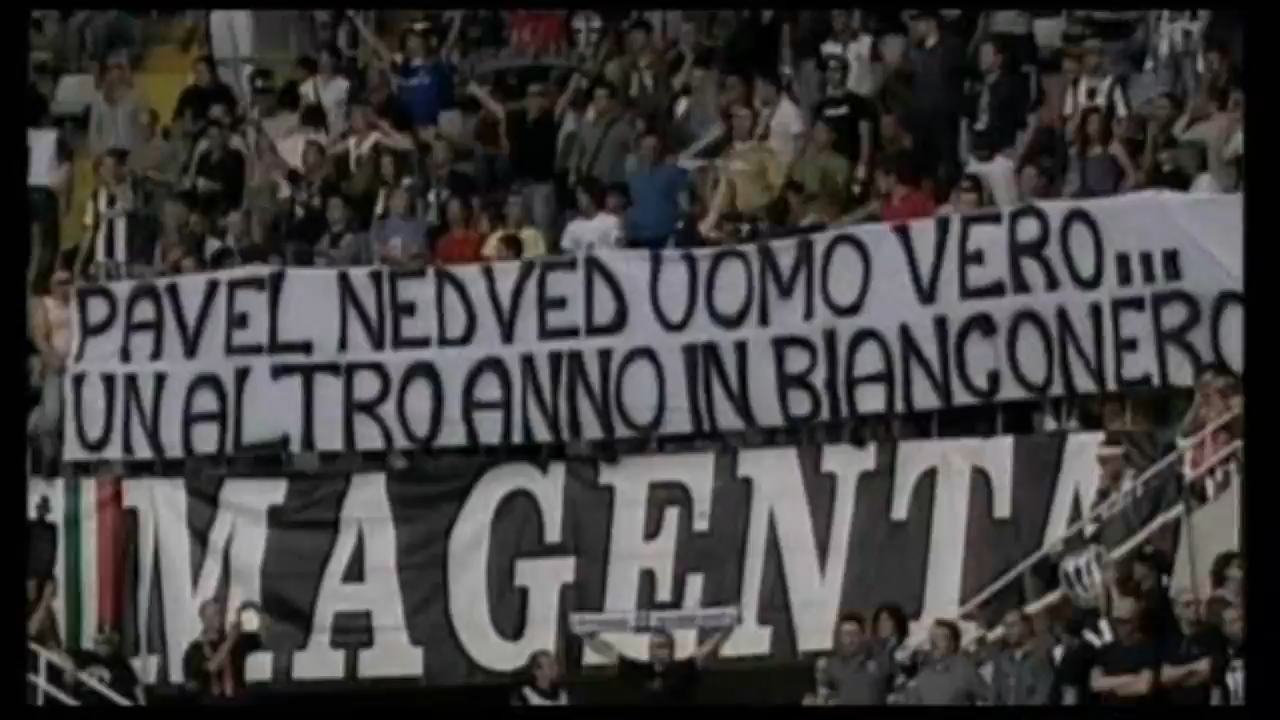 PAVEL NEDVED UOMO VERO...
UN ALTRO ANNO IN BIANCONERO
MAGENTA